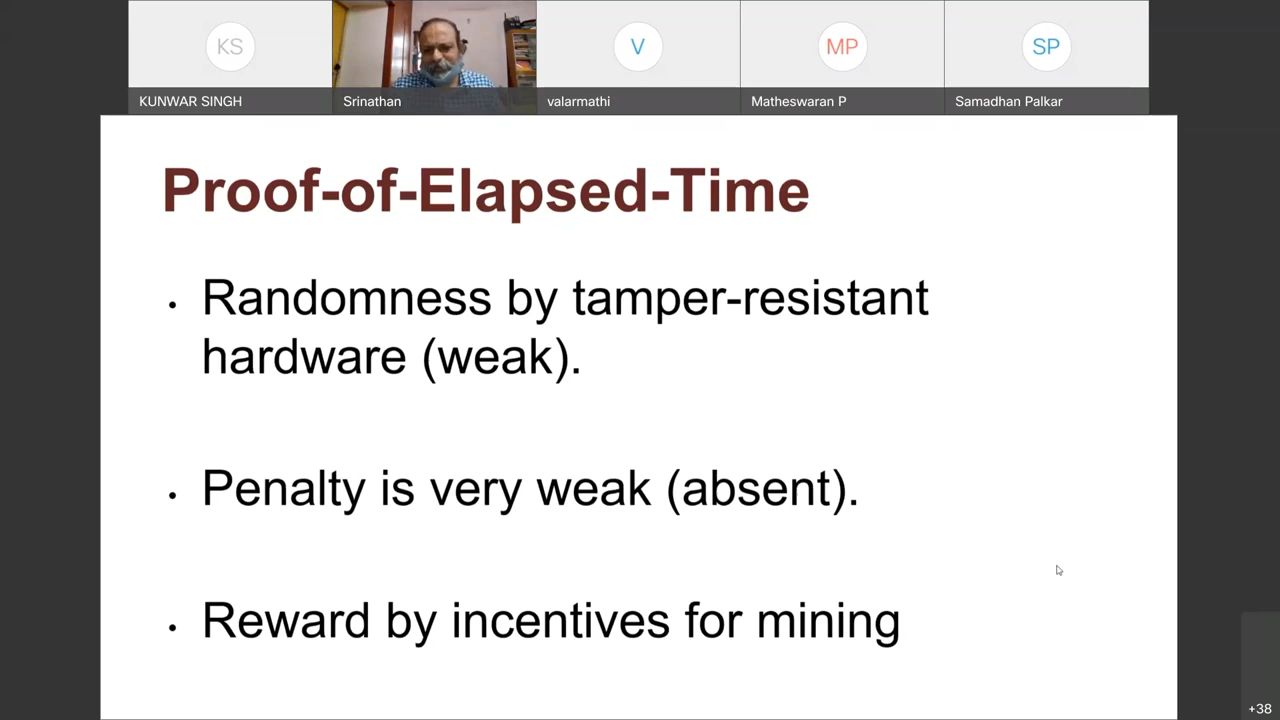 KS
V
MP
SP
KUNWAR SINGH
Srinathan
valarmathi
Matheswaran P
Samadhan Palkar
Proof-of-Elapsed-Time
• Randomness by tamper-resistant
hardware (weak).
• Penalty is very weak (absent).
• Reward by incentives for mining
+38